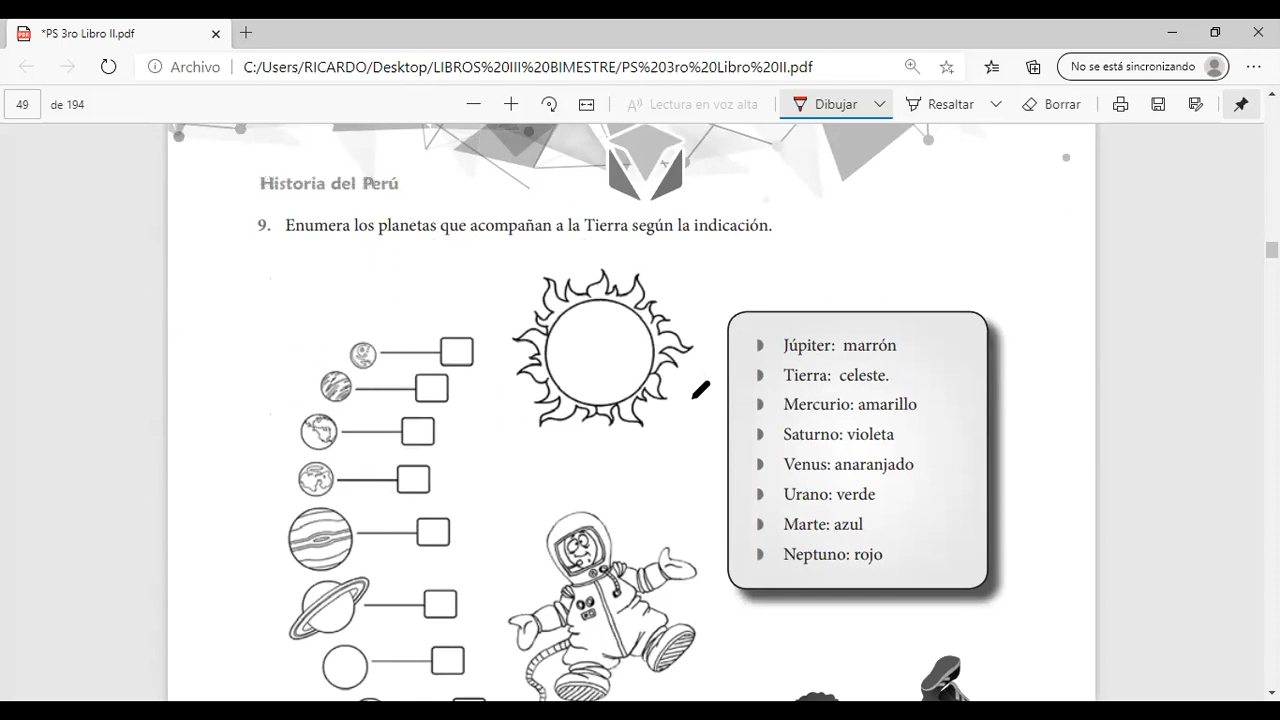 *PS 3ro Libro II.pdf
Archivo
C:/Users/RICARDO/Desktop/LIBROS%20III%20BIMESTRE/PS%203ro%20Libro%20II.pdf
No se está sincronizando
49 de 194
Lectura en voz alta
Dibujar
Resaltar
Borrar
Historia del Perú
9. Enumera los planetas que acompañan a la Tierra según la indicación.
Júpiter: marrón
Tierra: celeste.
Mercurio: amarillo
Saturno: violeta
Venus: anaranjado
Urano: verde
Marte: azul
Neptuno: rojo